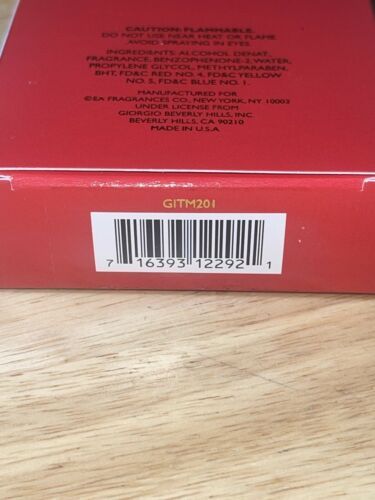 CAUTION: FLAMMABLE.
DO NOT USE NEAR HEAT OR FLAME
AVOID SPRAYING IN EYES.
INGREDIENTS: ALCOHOL DENAT.,
FRAGRANCE, BENZOPHENONE-2, WATER,
PROPYLENE GLYCOL, METHYLPARABEN,
BHT, FD&C RED NO. 4, FD&C YELLOW
NO. 5, FD&C BLUE NO. 1.
MANUFACTURED FOR
©EA FRAGRANCES CO., NEW YORK, NY 10003
UNDER LICENSE FROM
GIORGIO BEVERLY HILLS, INC.
BEVERLY HILLS, CA 90210
MADE IN U.S.A
GITM201
7 16393 12292 1